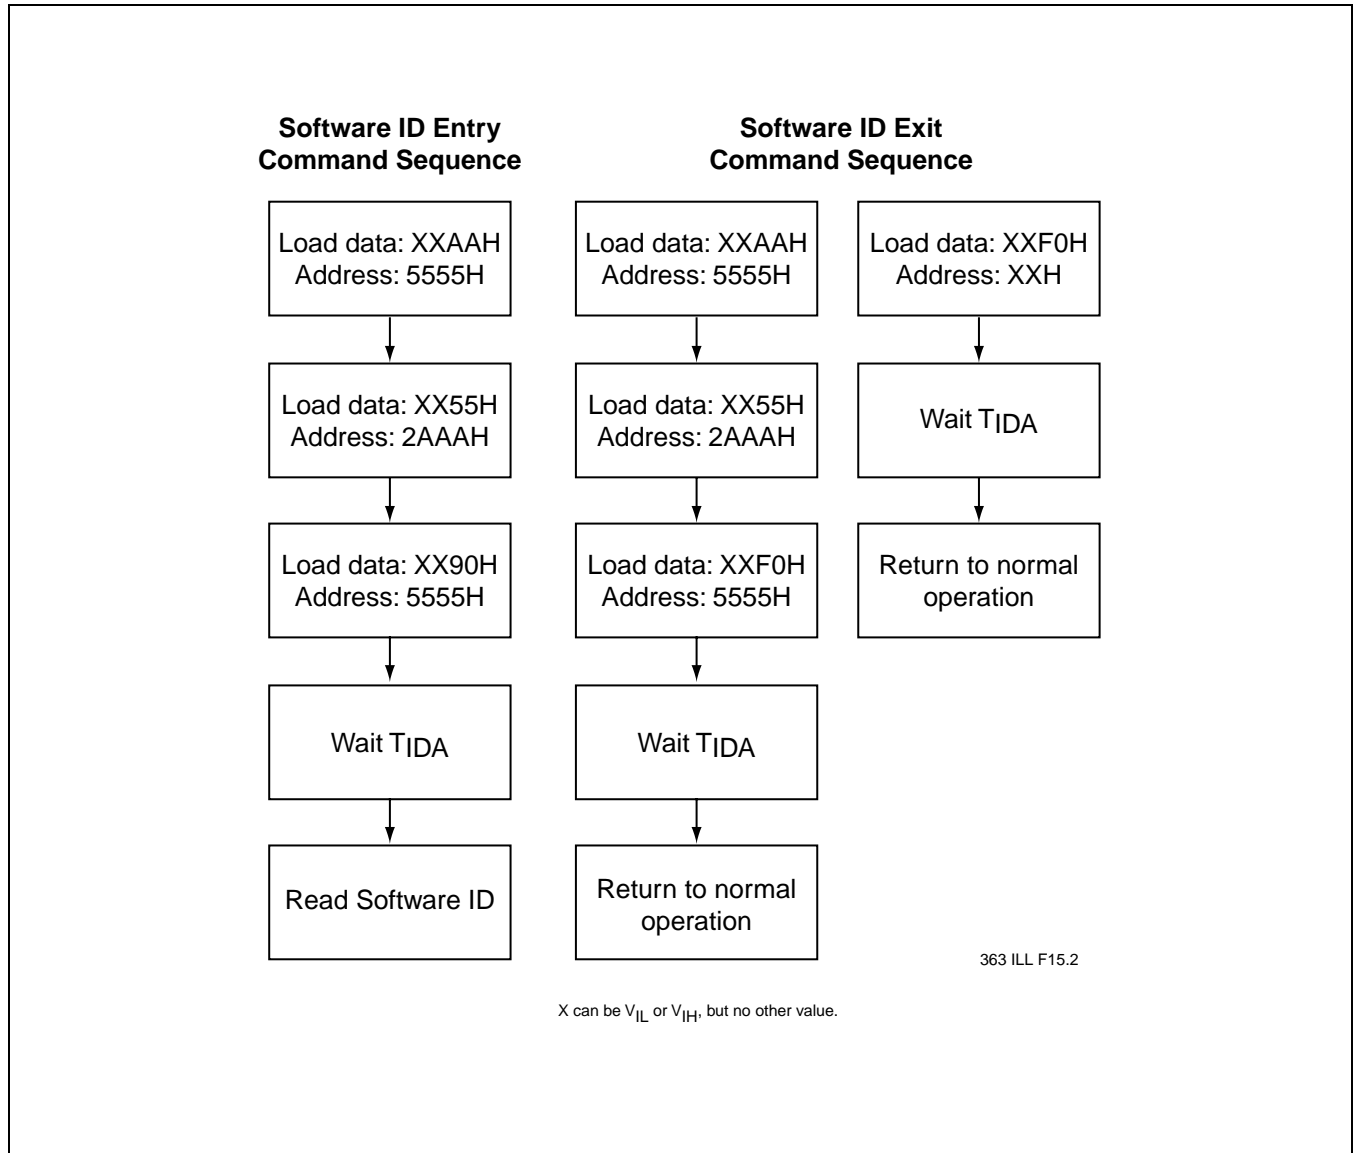 Software ID Entry
Command Sequence
Load data: XXAAH
Address: 5555H
Load data: XX55H
Address: 2AAAH
Load data: XX90H
Address: 5555H
Wait TIDA
Read Software ID
Software ID Exit
Command Sequence
Load data: XXAAH
Address: 5555H
Load data: XX55H
Address: 2AAAH
Load data: XXF0H
Address: 5555H
Wait TIDA
Return to normal
operation
Load data: XXF0H
Address: XXH
Wait TIDA
Return to normal
operation
363 ILL F15.2
X can be VIL or VIH, but no other value.